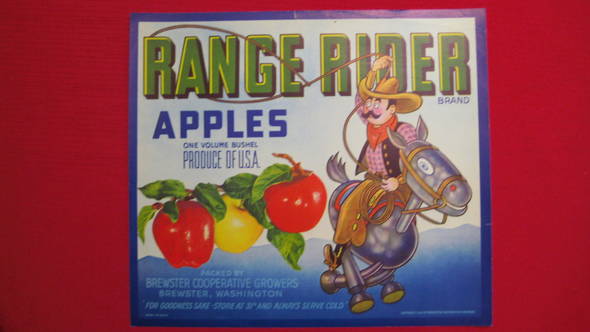 RANGE RIDER
BRAND
APPLES
ONE VOLUME BUSHEL
PRODUCE OF U.S.A.
PACKED BY
BREWSTER COOPERATIVE GROWERS
BREWSTER, WASHINGTON
"FOR GOODNESS SAKE - STORE AT 31° AND ALWAYS SERVE COLD"